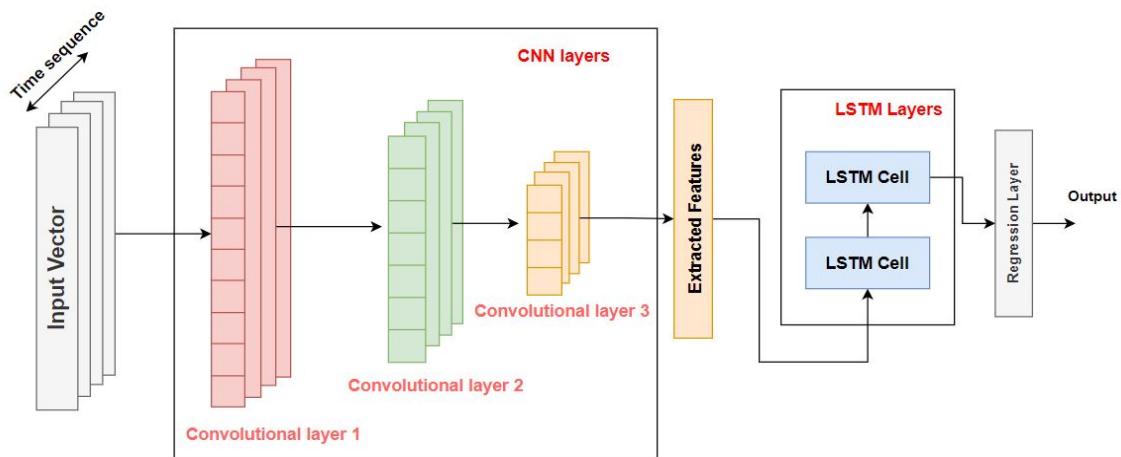 Time sequence
Input Vector
CNN layers
Convolutional layer 1
Convolutional layer 2
Convolutional layer 3
Extracted Features
LSTM Layers
LSTM Cell
LSTM Cell
Regression Layer
Output